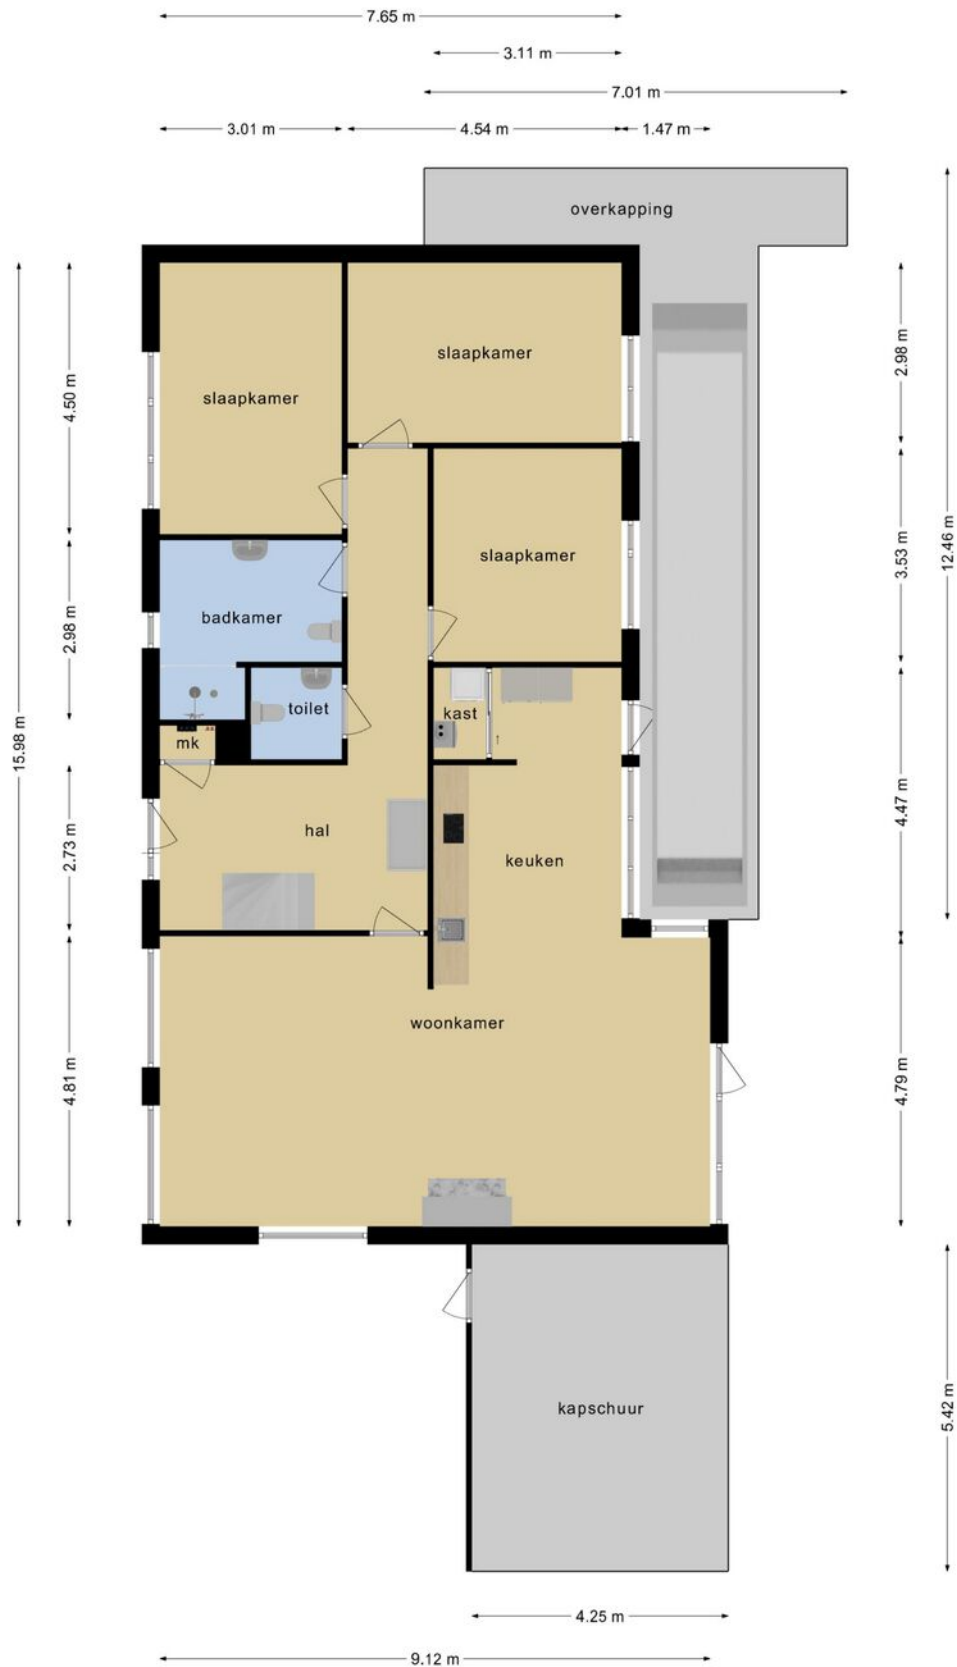 7.65 m
3.11 m
7.01 m
3.01 m
4.54 m
1.47 m
overkapping
slaapkamer
slaapkamer
slaapkamer
badkamer
toilet
kast
mk
hal
keuken
woonkamer
kapschuur
15.98 m
4.50 m
2.98 m
2.73 m
4.81 m
2.98 m
3.53 m
4.47 m
4.79 m
12.46 m
5.42 m
4.25 m
9.12 m